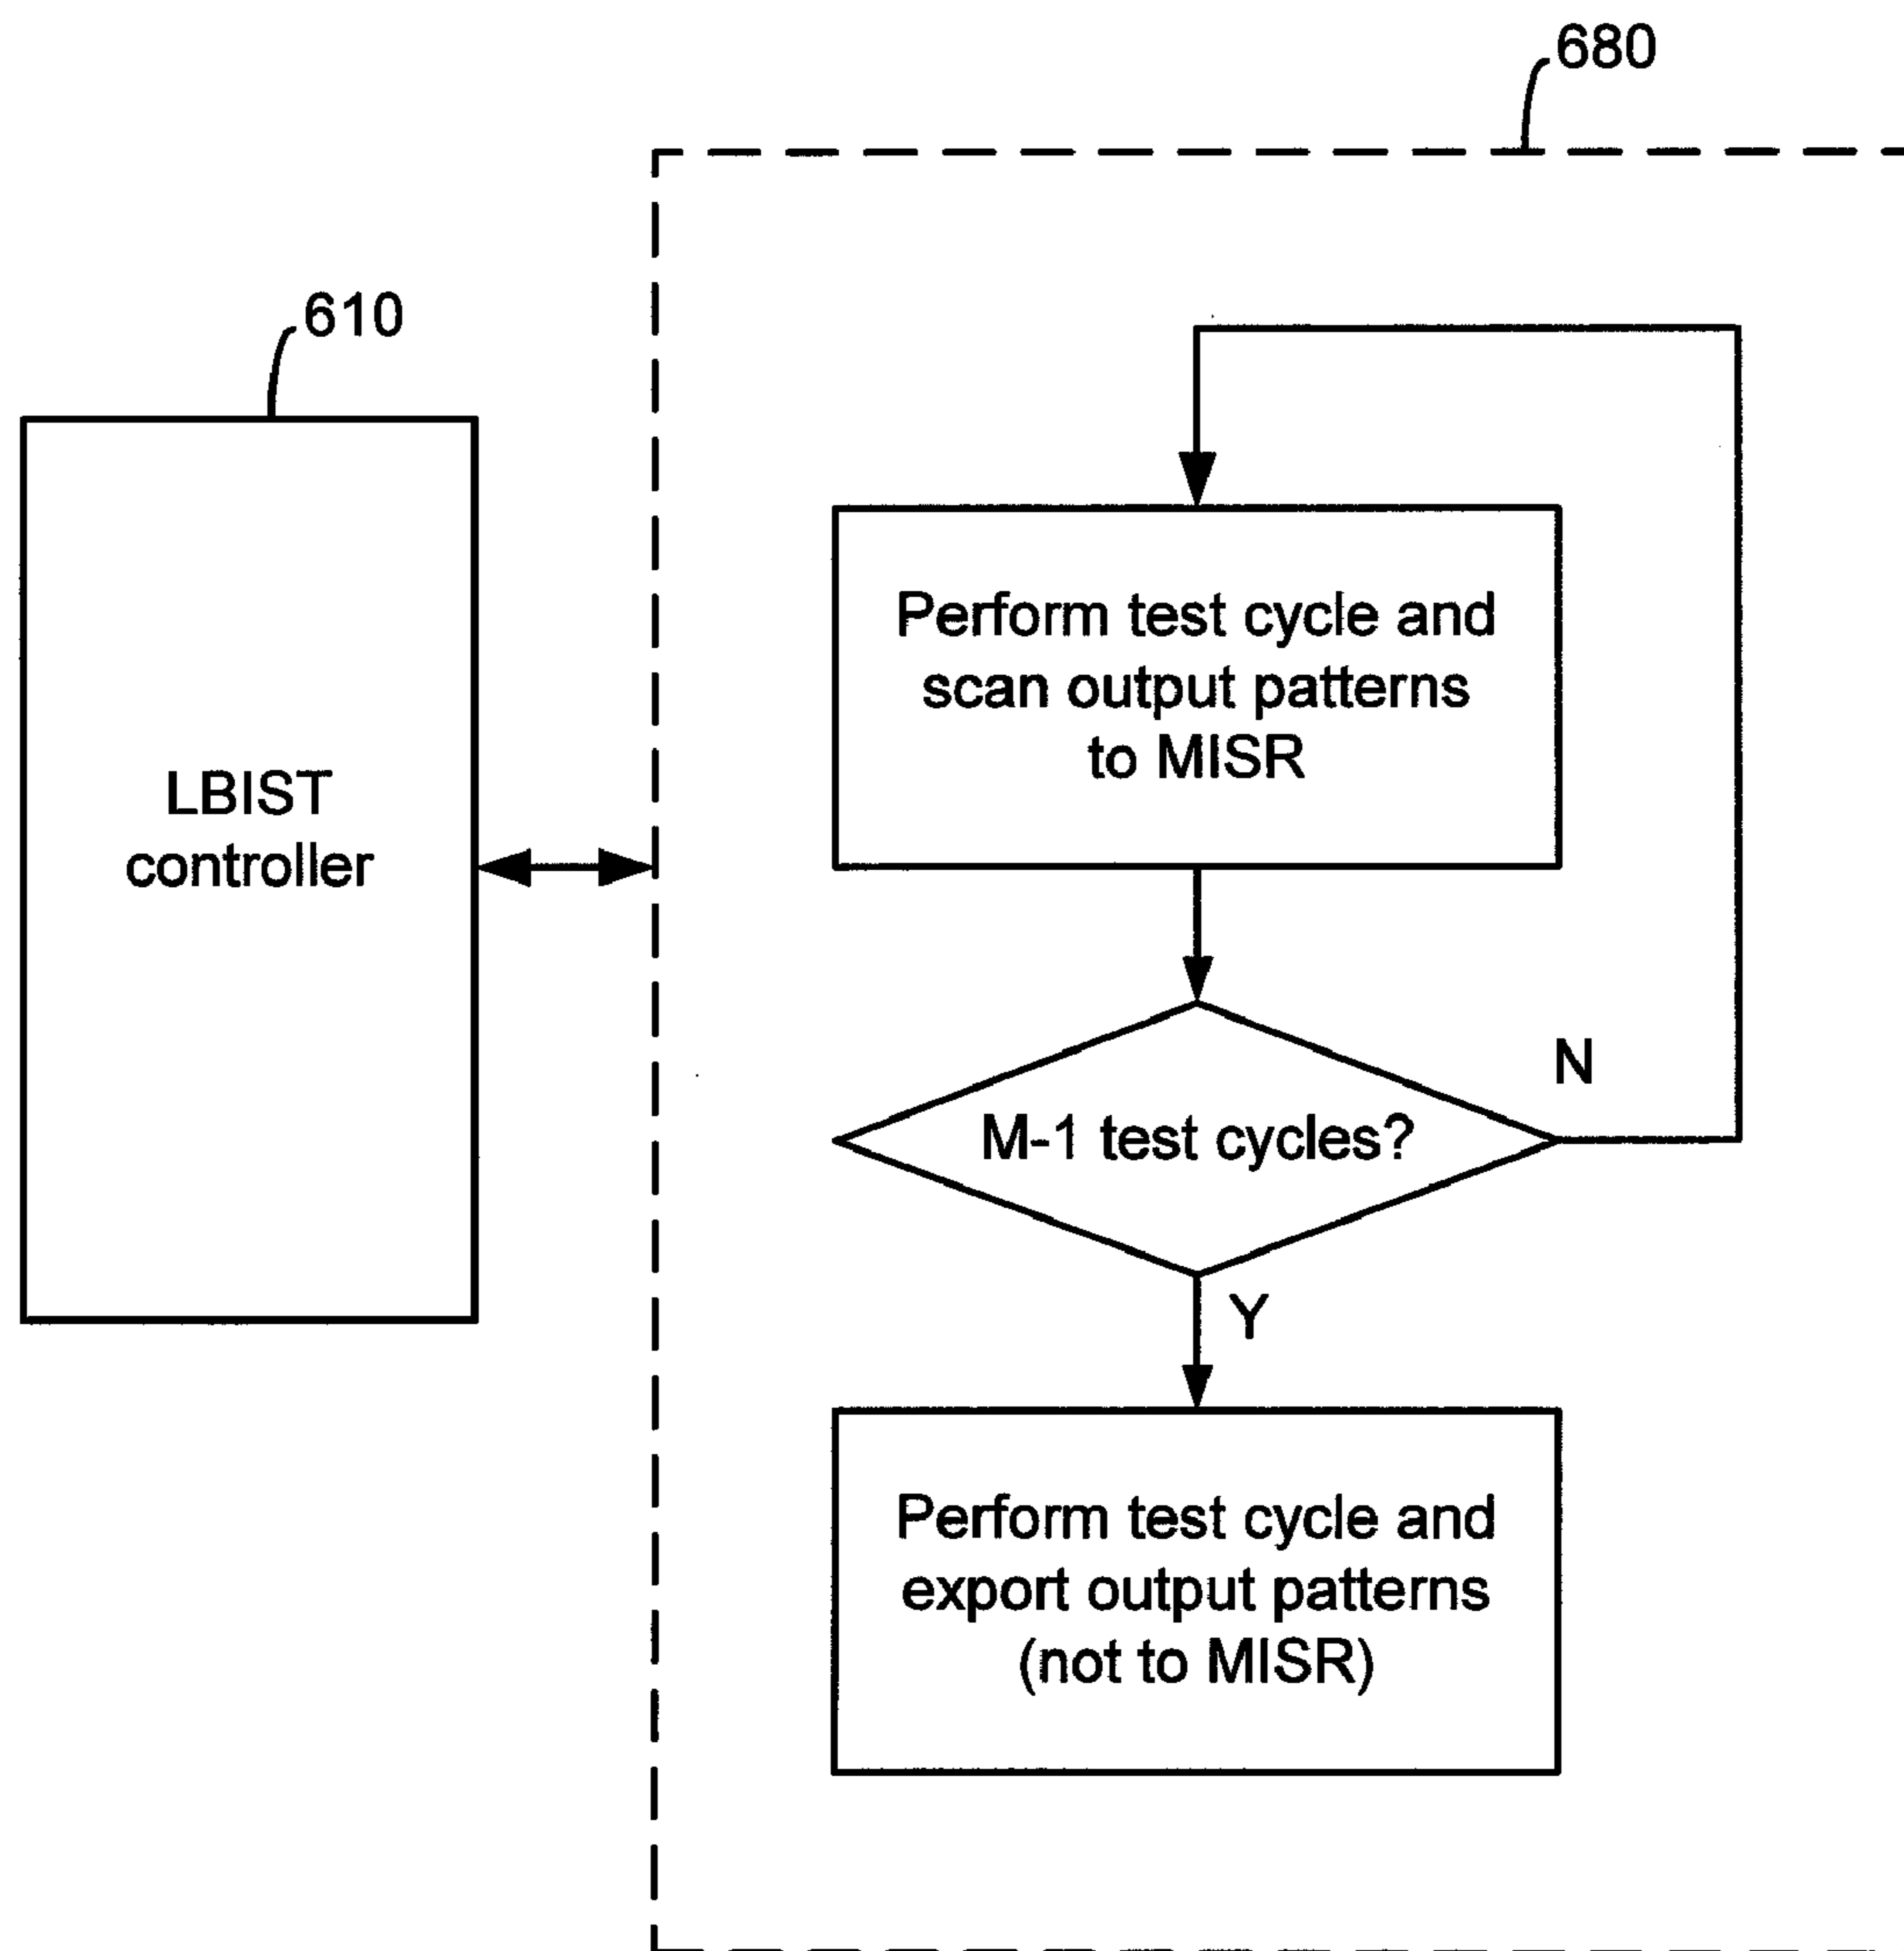 680
610
LBIST
controller
Perform test cycle and
scan output patterns
to MISR
M-1 test cycles?
N
Y
Perform test cycle and
export output patterns
(not to MISR)